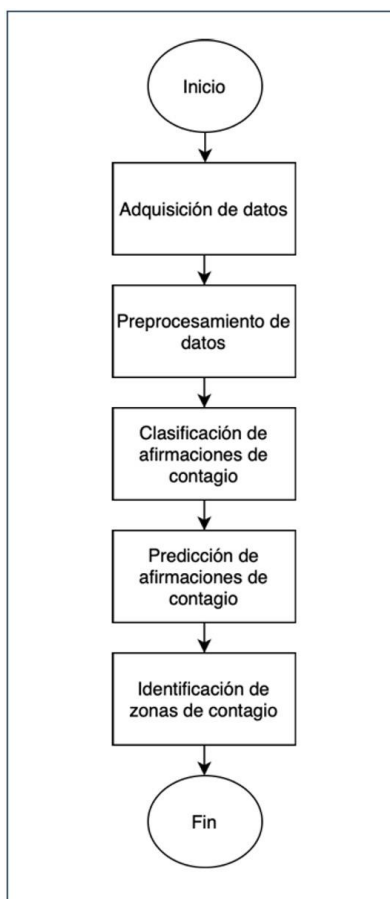 Inicio
Adquisición de datos
Preprocesamiento de
datos
Clasificación de
afirmaciones de
contagio
Predicción de
afirmaciones de
contagio
Identificación de
zonas de contagio
Fin